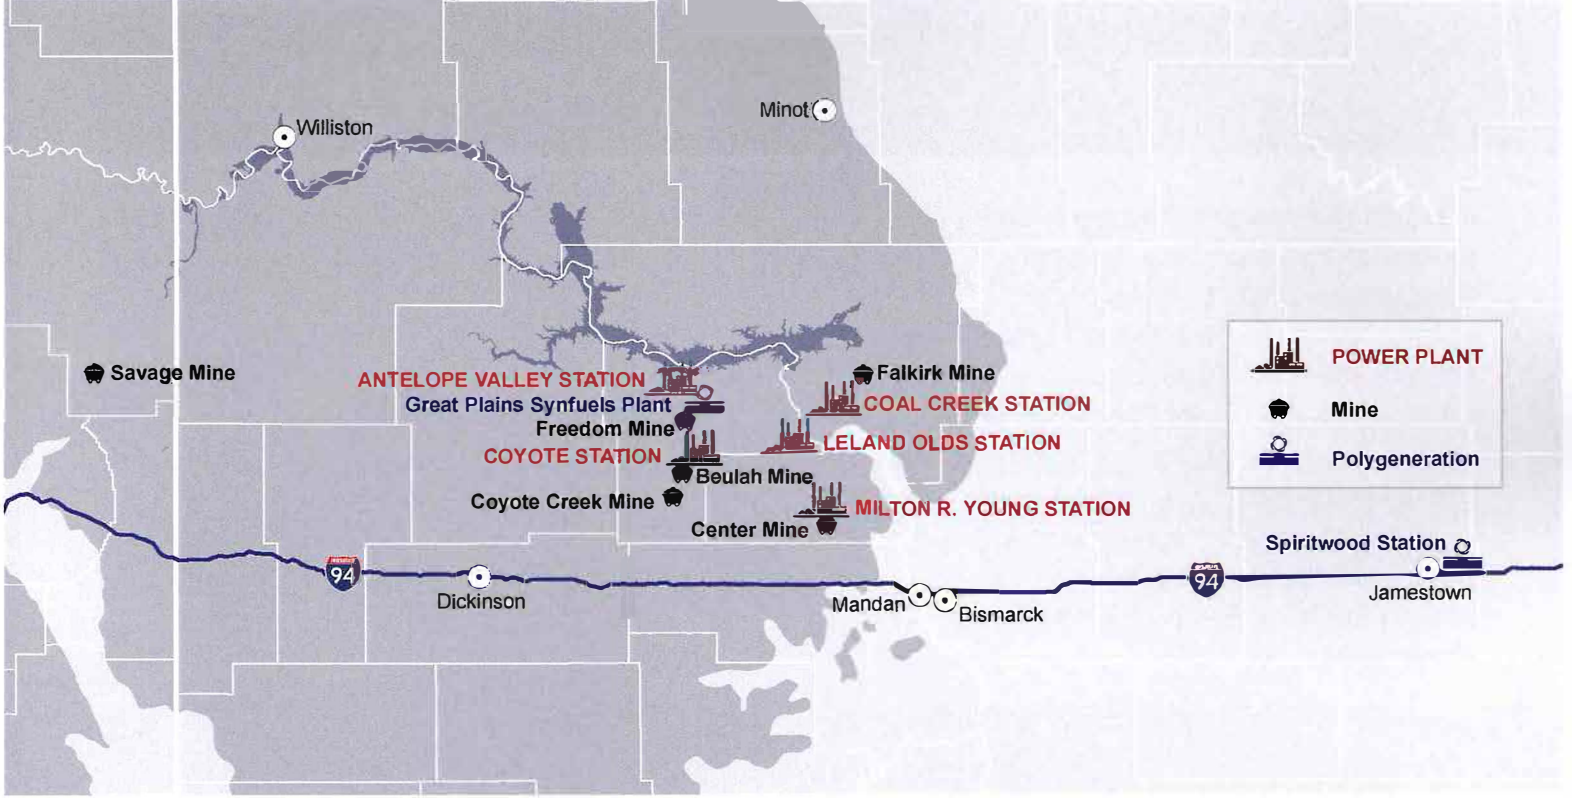 Minot
Williston
Savage Mine
Falkirk Mine
ANTELOPE VALLEY STATION
Great Plains Synfuels Plant
COAL CREEK STATION
Freedom Mine
LELAND OLDS STATION
COYOTE STATION
Beulah Mine
Coyote Creek Mine
MILTON R. YOUNG STATION
Center Mine
POWER PLANT
Mine
Polygeneration
Spiritwood Station
94
94
Dickinson
Mandan
Bismarck
Jamestown